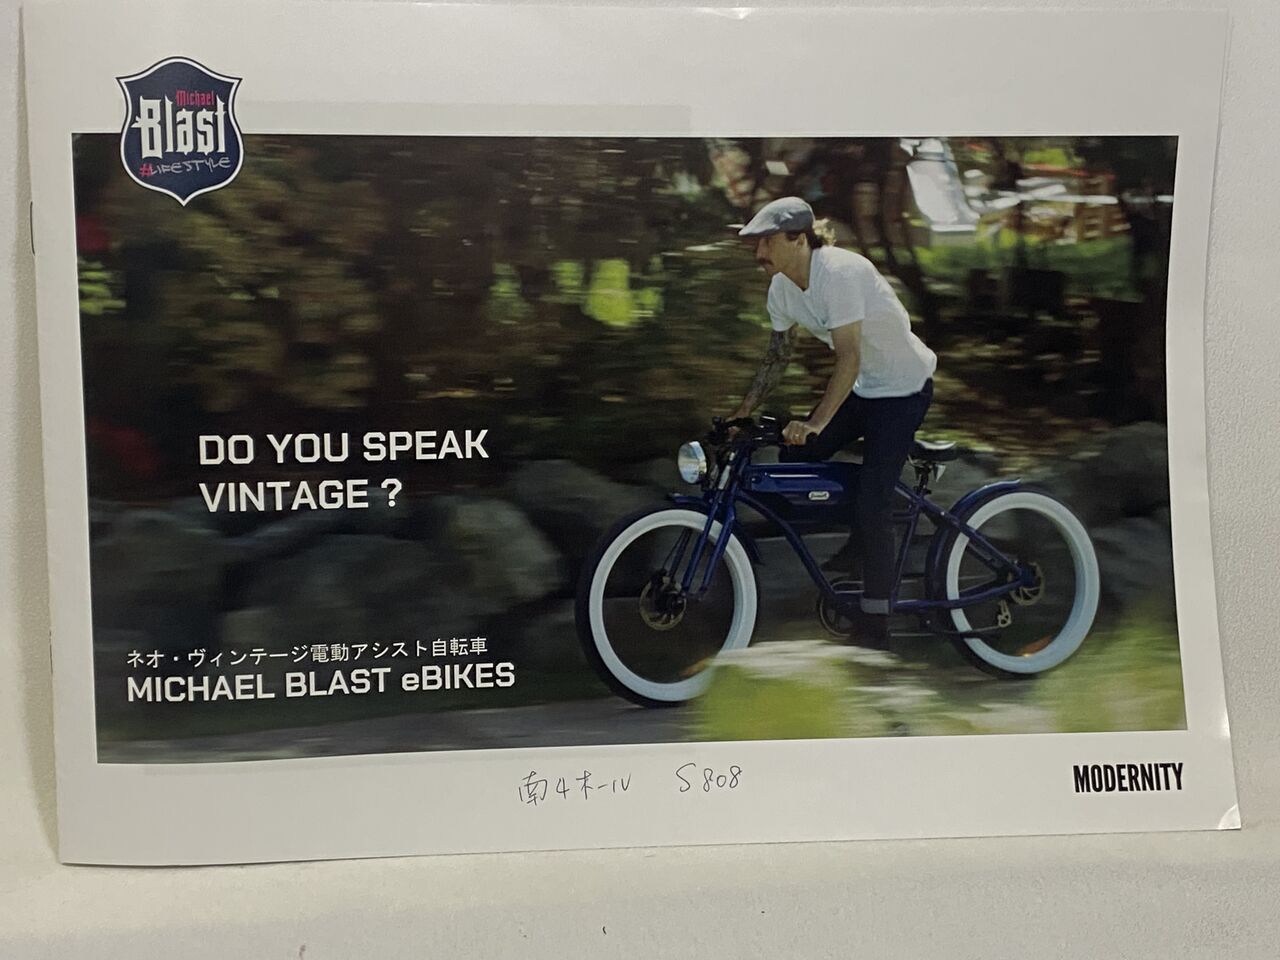 Michael
Blast
#LIFESTYLE
DO YOU SPEAK
VINTAGE ?
ネオ・ヴィンテージ電動アシスト自転車
MICHAEL BLAST eBIKES
南4ホール S808
MODERNITY